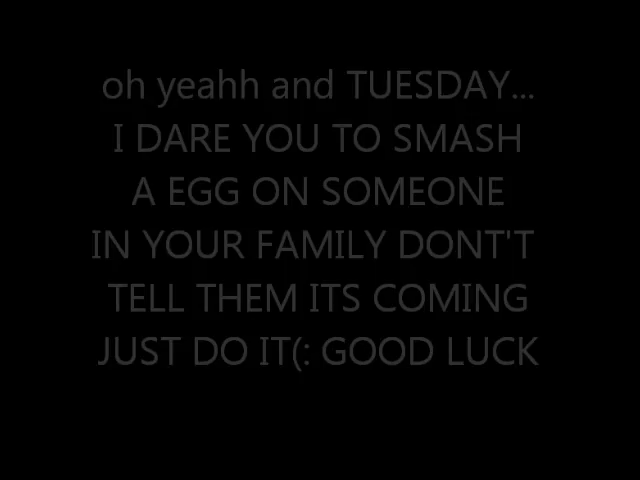 oh yeahh and TUESDAY...
I DARE YOU TO SMASH
A EGG ON SOMEONE
IN YOUR FAMILY DONT'T
TELL THEM ITS COMING
JUST DO IT(: GOOD LUCK